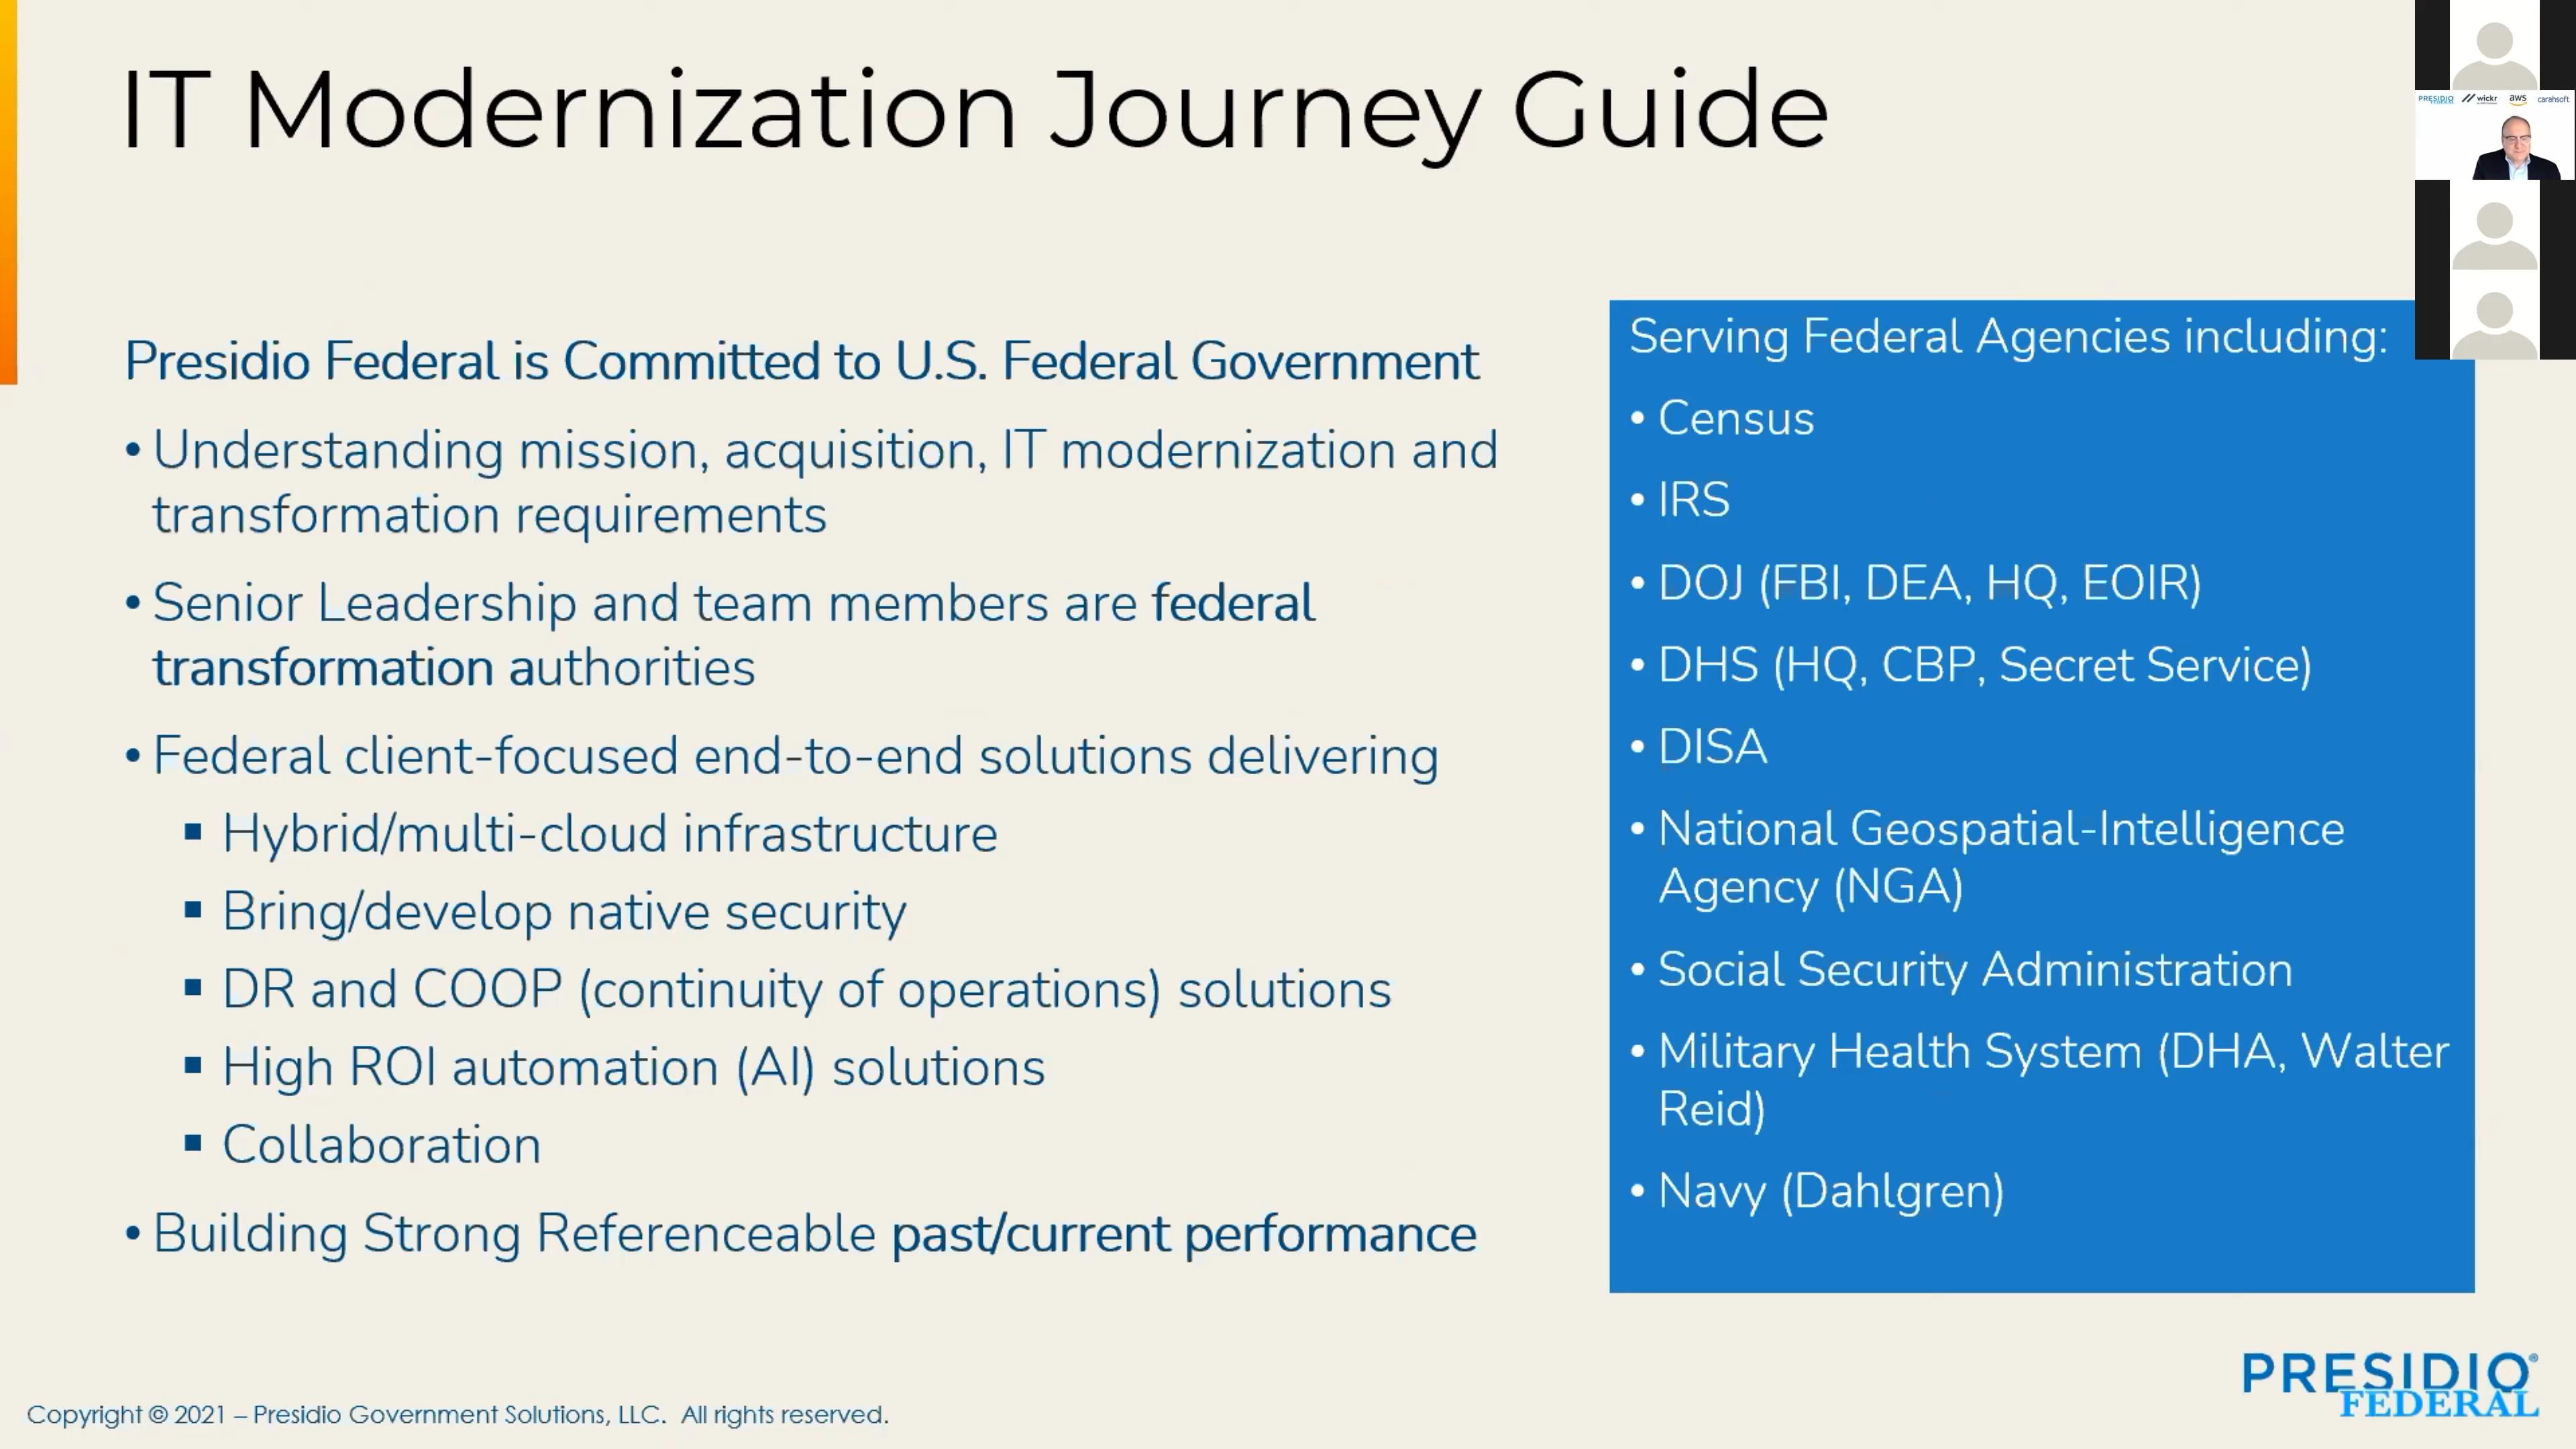 IT Modernization Journey Guide
PRESIDIO FEDERAL wickr aws carahsoft
Presidio Federal is Committed to U.S. Federal Government
• Understanding mission, acquisition, IT modernization and
transformation requirements
• Senior Leadership and team members are federal
transformation authorities
• Federal client-focused end-to-end solutions delivering
▪ Hybrid/multi-cloud infrastructure
▪ Bring/develop native security
▪ DR and COOP (continuity of operations) solutions
▪ High ROI automation (AI) solutions
▪ Collaboration
• Building Strong Referenceable past/current performance
Serving Federal Agencies including:
• Census
• IRS
• DOJ (FBI, DEA, HQ, EOIR)
• DHS (HQ, CBP, Secret Service)
• DISA
• National Geospatial-Intelligence
Agency (NGA)
• Social Security Administration
• Military Health System (DHA, Walter
Reid)
• Navy (Dahlgren)
PRESIDIO®
FEDERAL
Copyright © 2021 – Presidio Government Solutions, LLC. All rights reserved.